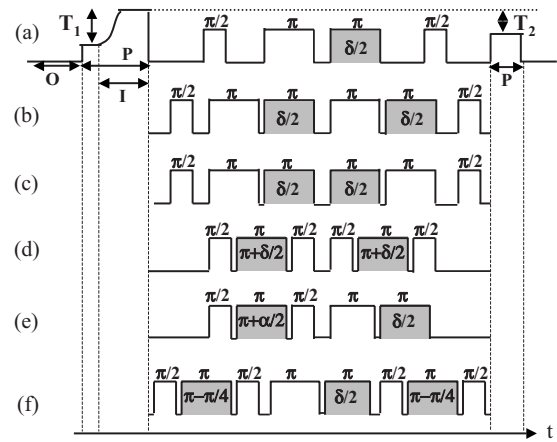 (a) T1 P π/2 π π π/2 T2
δ/2
O I P
(b) π/2 π π π π π/2
δ/2 δ/2
(c) π/2 π π π π π/2
δ/2 δ/2
(d) π/2 π π/2 π/2 π π/2
π+δ/2 π+δ/2
(e) π/2 π π/2 π π
π+α/2 δ/2
(f) π/2 π π/2 π π π/2 π π/2
π−π/4 δ/2 π−π/4
t